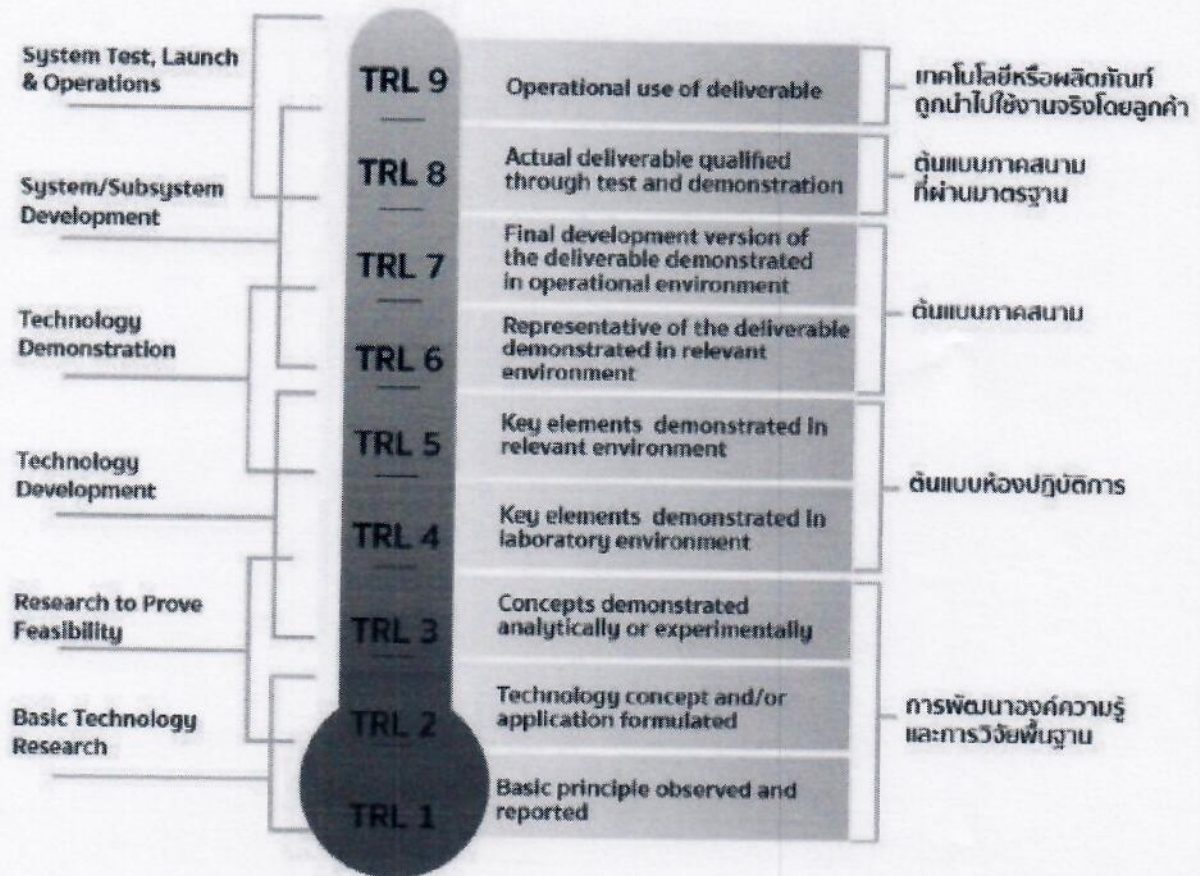 System Test, Launch
& Operations
System/Subsystem
Development
Technology
Demonstration
Technology
Development
Research to Prove
Feasibility
Basic Technology
Research
TRL 9
TRL 8
TRL 7
TRL 6
TRL 5
TRL 4
TRL 3
TRL 2
TRL 1
Operational use of deliverable
Actual deliverable qualified
through test and demonstration
Final development version of
the deliverable demonstrated
in operational environment
Representative of the deliverable
demonstrated in relevant
environment
Key elements demonstrated in
relevant environment
Key elements demonstrated in
laboratory environment
Concepts demonstrated
analytically or experimentally
Technology concept and/or
application formulated
Basic principle observed and
reported
เทคโนโลยีหรือผลิตภัณฑ์
ถูกนำไปใช้งานจริงโดยลูกค้า
ต้นแบบภาคสนาม
ที่ผ่านมาตรฐาน
ต้นแบบภาคสนาม
ต้นแบบห้องปฏิบัติการ
การพัฒนาองค์ความรู้
และการวิจัยพื้นฐาน